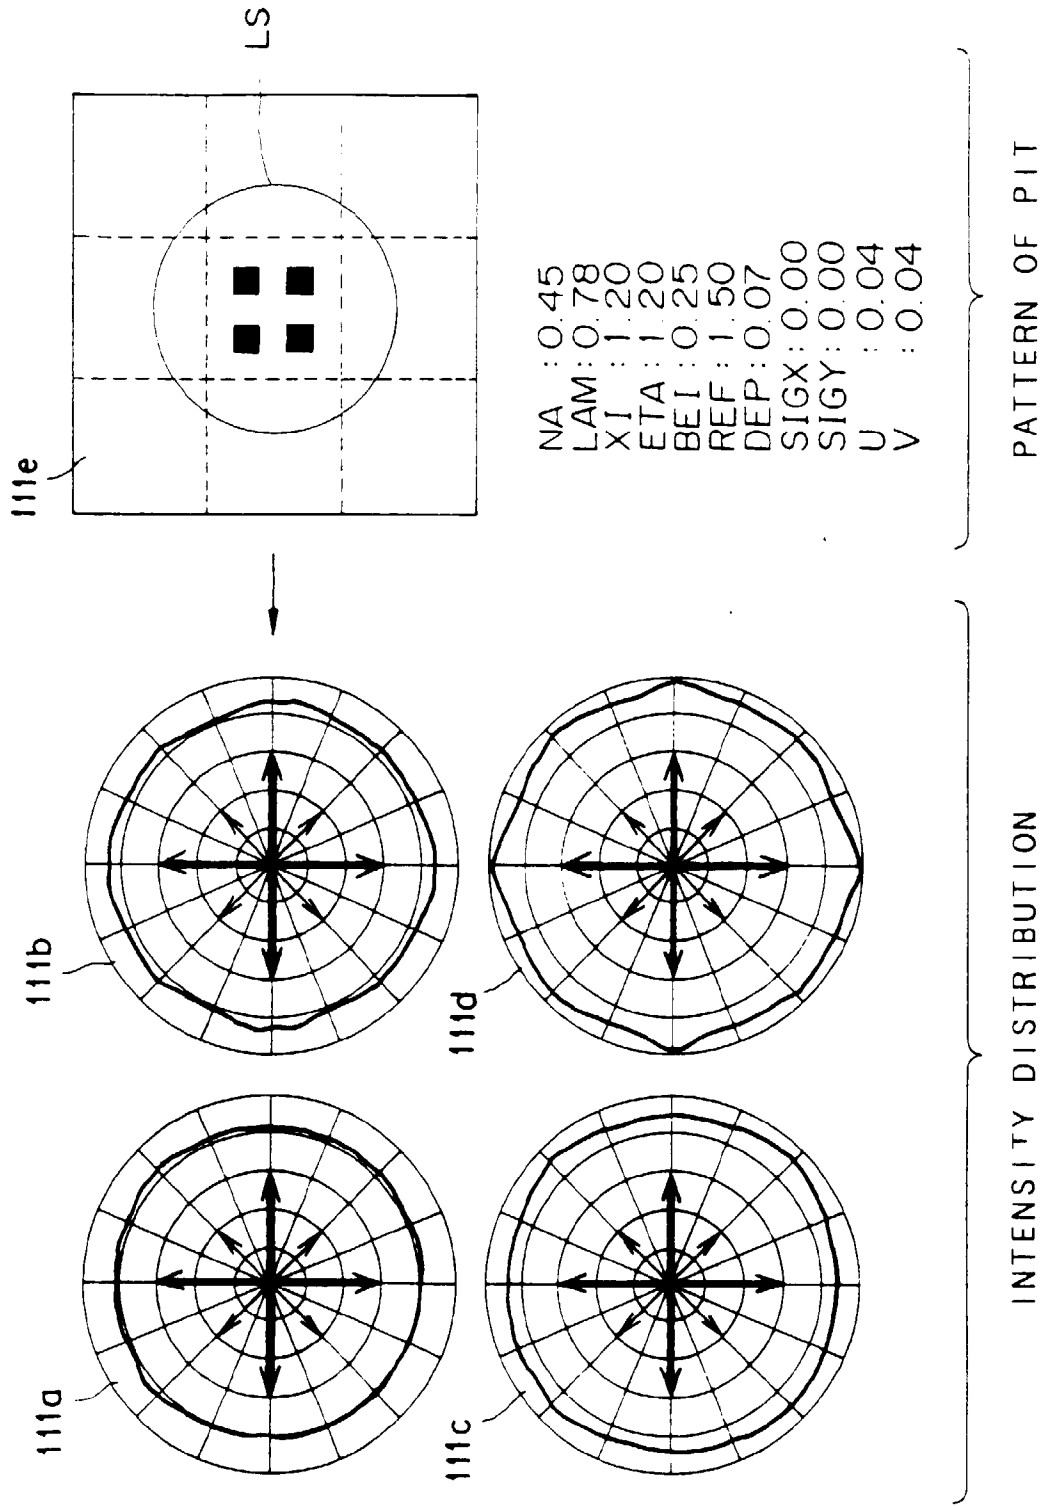 111e
LS
NA : 0.45
LAM : 0.78
XI : 1.20
ETA : 1.20
BEI : 0.25
REF : 1.50
DEP : 0.07
SIGX : 0.00
SIGY : 0.00
U : 0.04
V : 0.04
PATTERN OF PIT
111a
111b
111c
111d
INTENSITY DISTRIBUTION